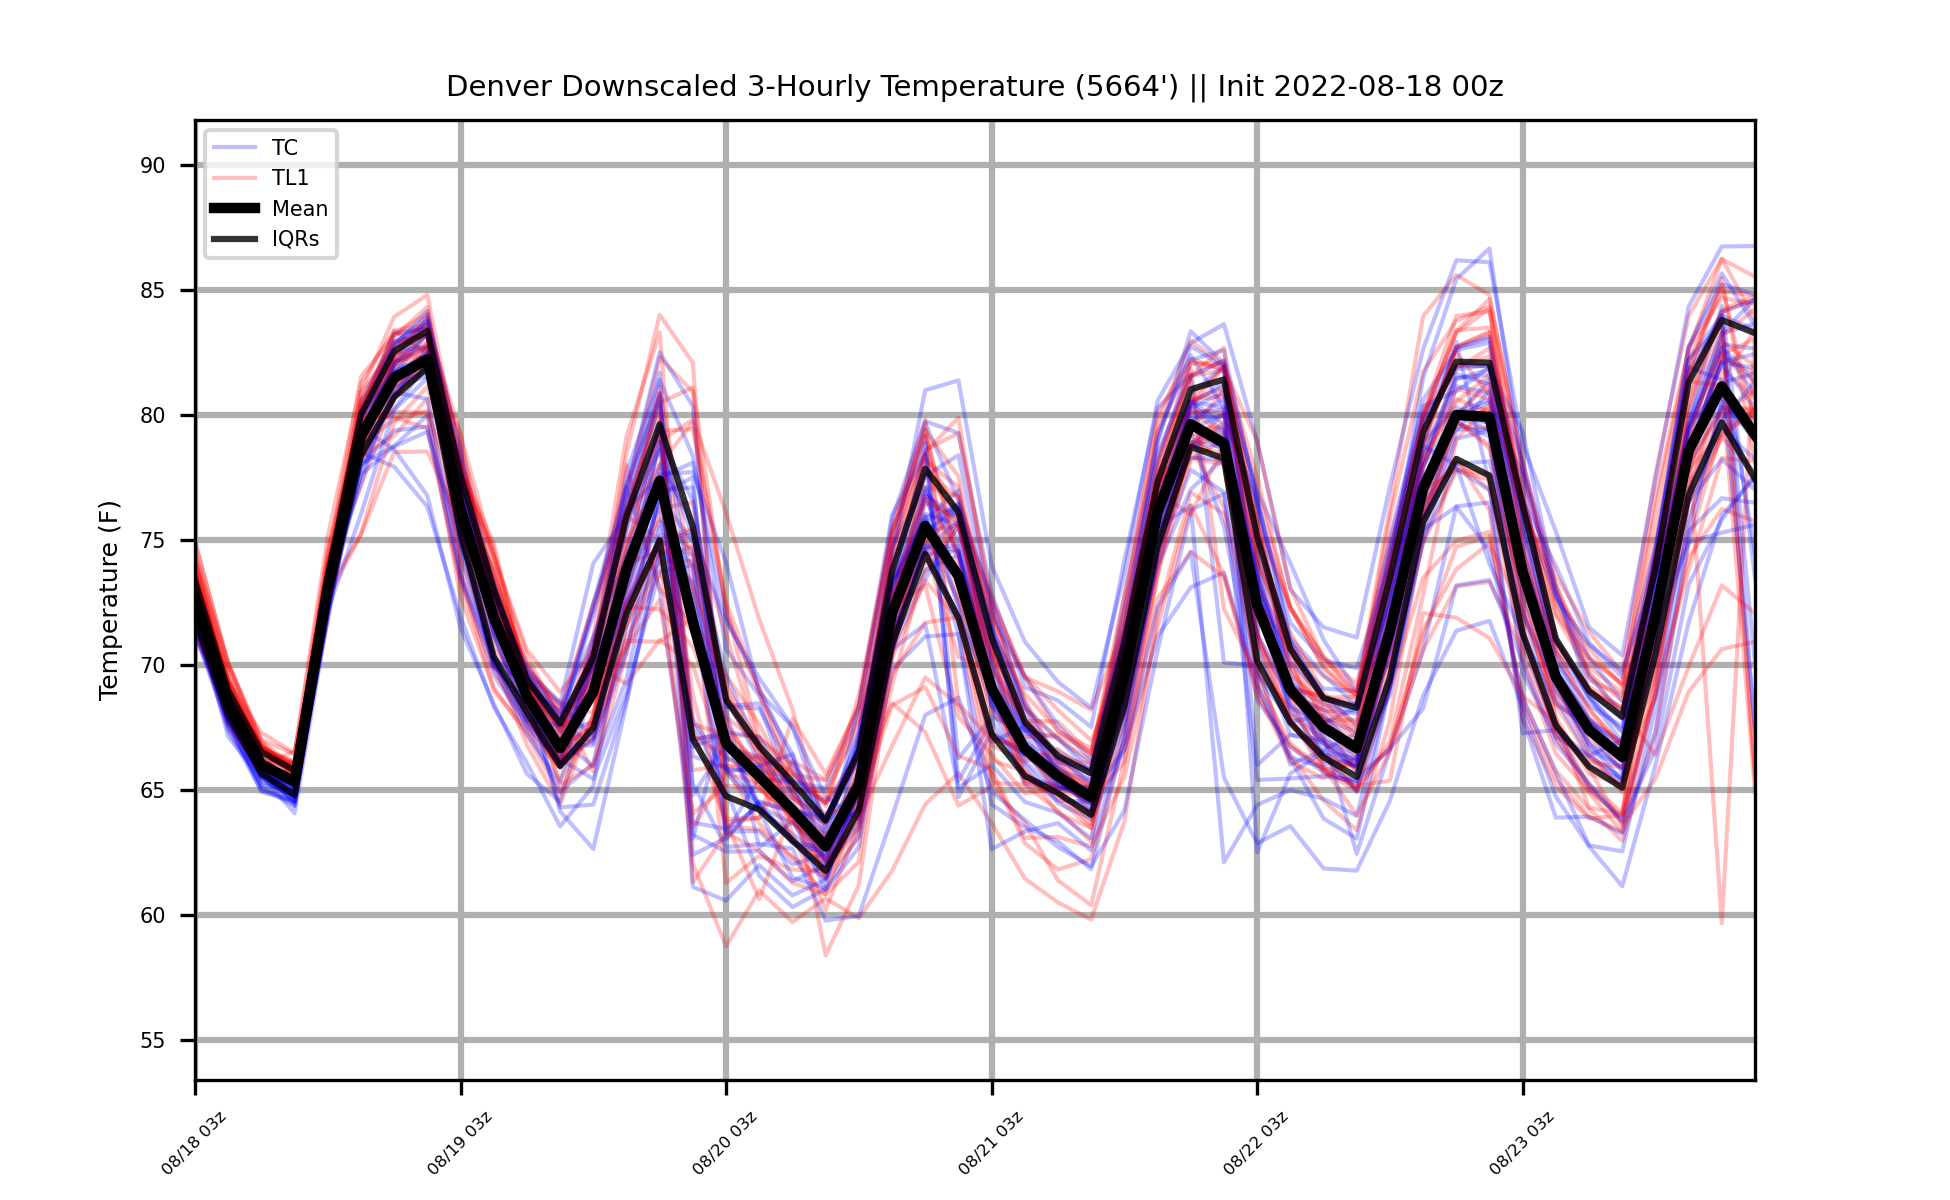 Denver Downscaled 3-Hourly Temperature (5664') || Init 2022-08-18 00z
TC
TL1
Mean
IQRs
Temperature (F)
90
85
80
75
70
65
60
55
08/18 03z
08/19 03z
08/20 03z
08/21 03z
08/22 03z
08/23 03z